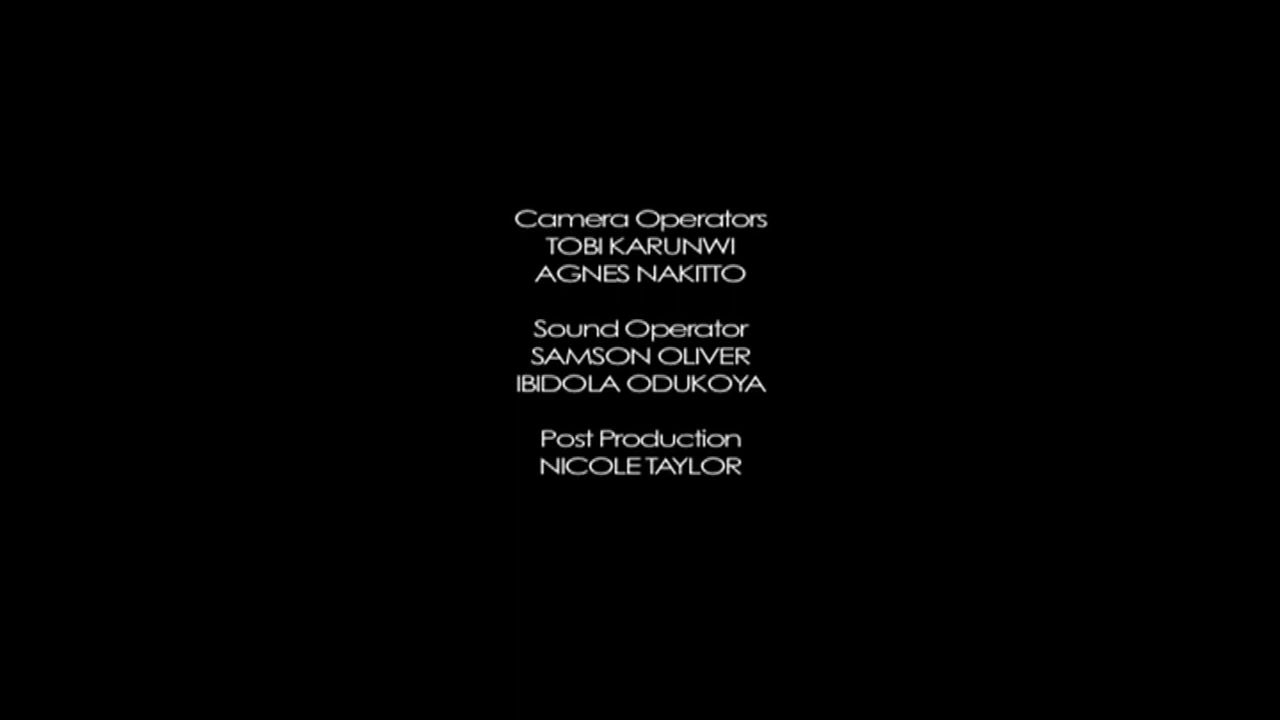 Camera Operators
TOBI KARUNWI
AGNES NAKITTO
Sound Operator
SAMSON OLIVER
IBIDOLA ODUKOYA
Post Production
NICOLE TAYLOR